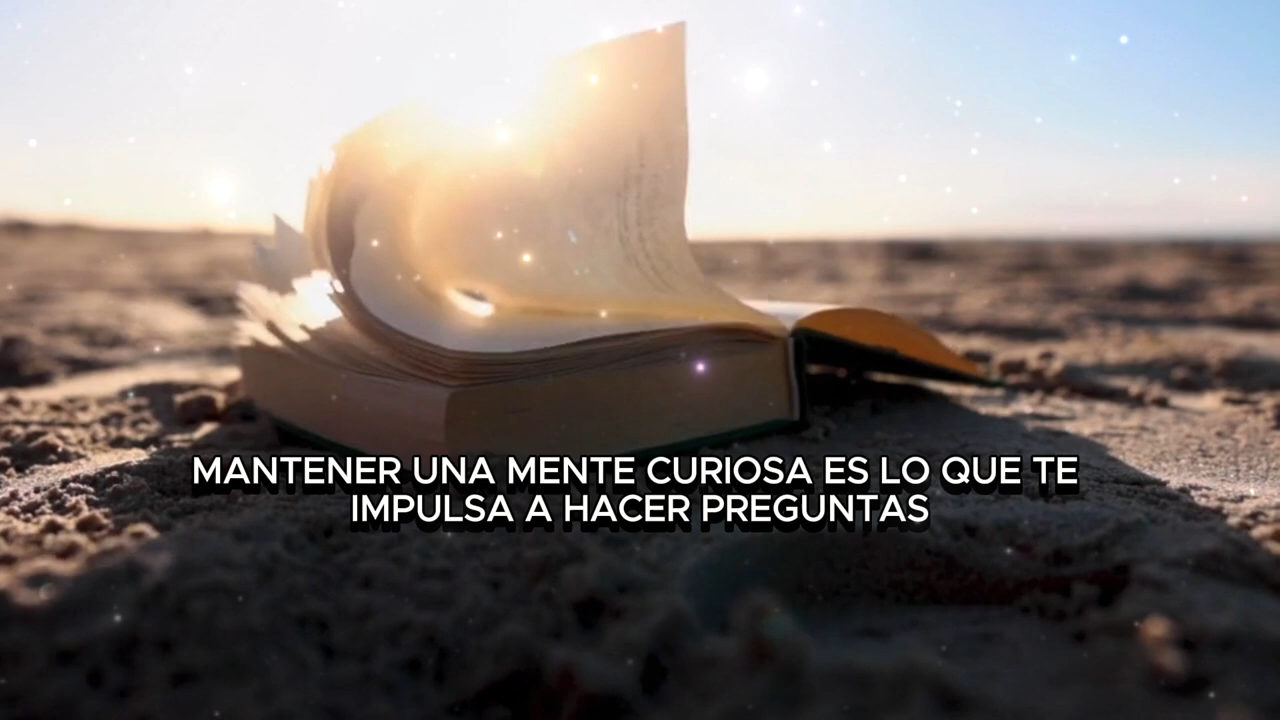 MANTENER UNA MENTE CURIOSA ES LO QUE TE
IMPULSA A HACER PREGUNTAS